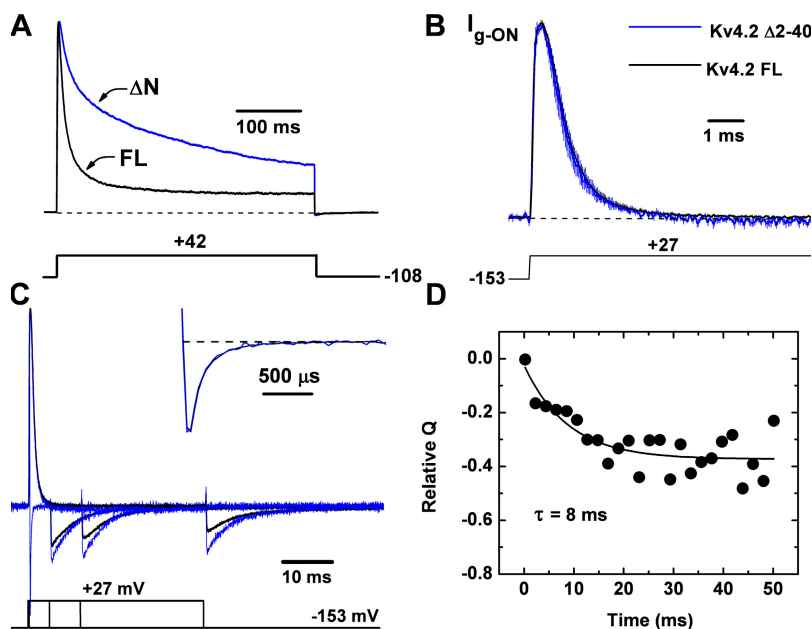 A
ΔN
FL
100 ms
+42
-108
B
I g-ON
Kv4.2 Δ2-40
Kv4.2 FL
1 ms
+27
-153
C
500 μs
10 ms
+27 mV
-153 mV
D
Relative Q
0.0
-0.2
-0.4
-0.6
-0.8
τ = 8 ms
0 10 20 30 40 50
Time (ms)